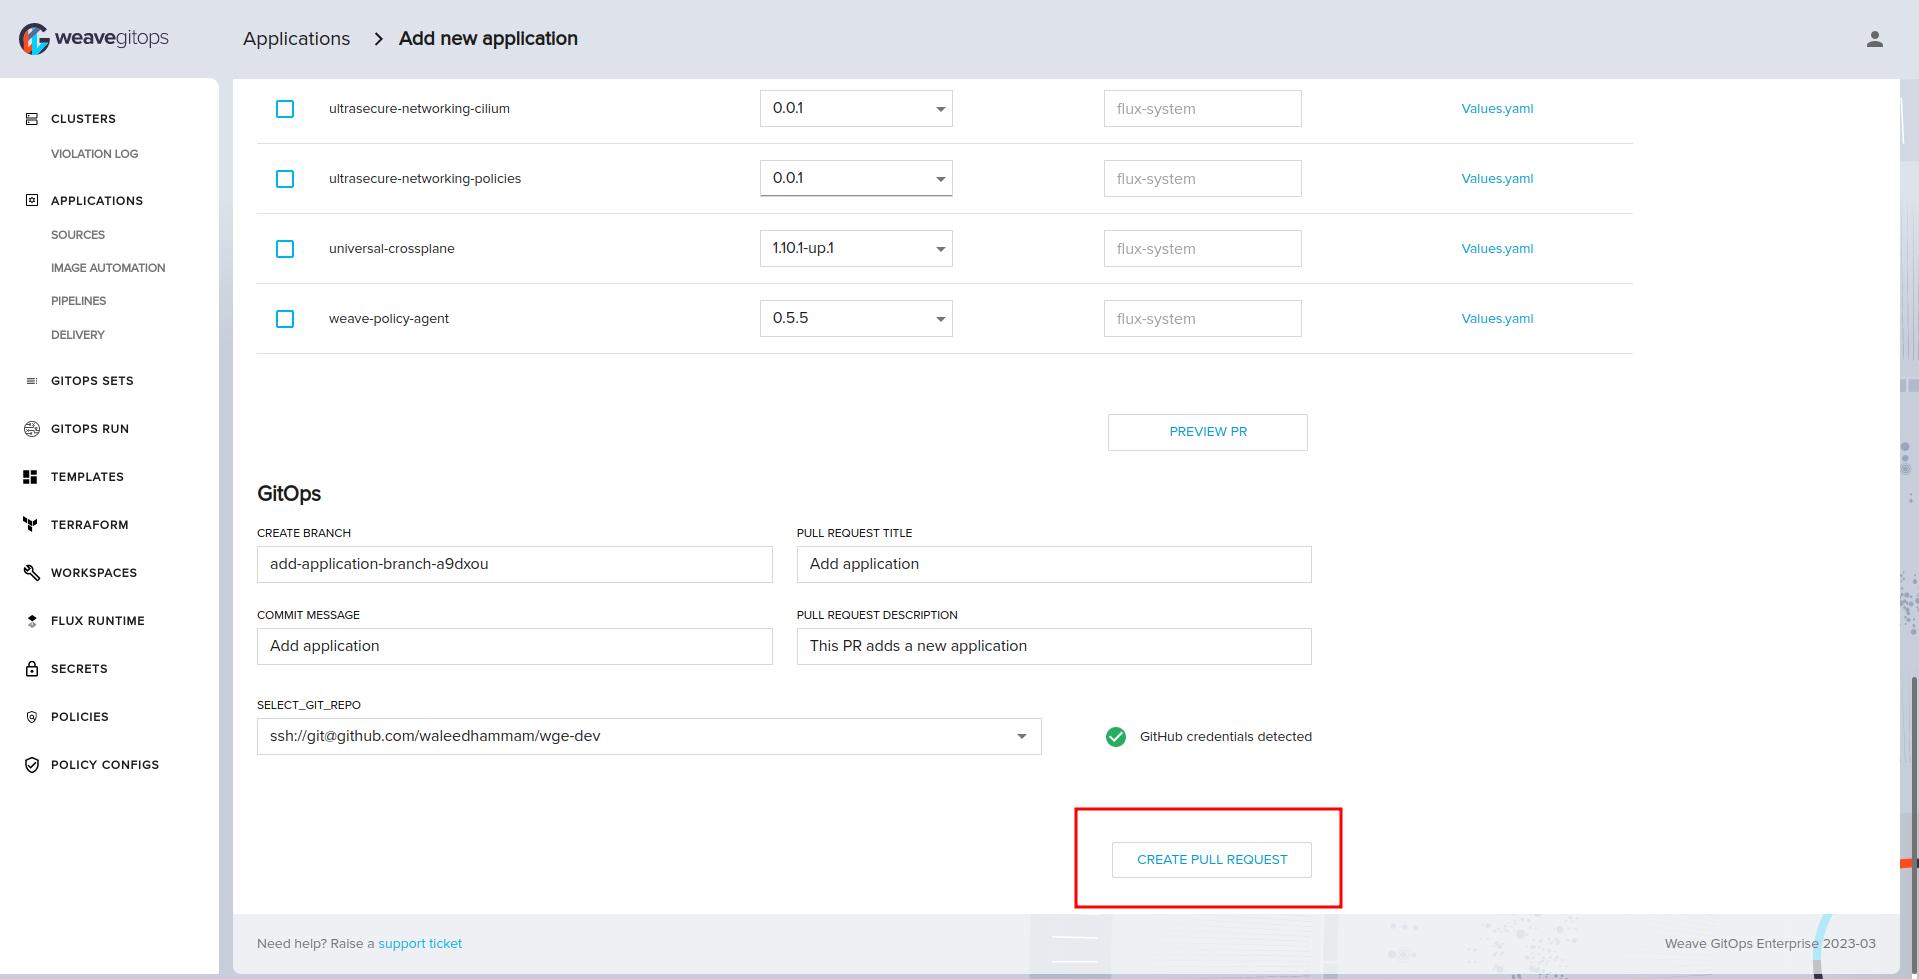 weavegitops
Applications > Add new application
CLUSTERS
VIOLATION LOG
APPLICATIONS
SOURCES
IMAGE AUTOMATION
PIPELINES
DELIVERY
GITOPS SETS
GITOPS RUN
TEMPLATES
TERRAFORM
WORKSPACES
FLUX RUNTIME
SECRETS
POLICIES
POLICY CONFIGS
ultrasecure-networking-cilium 0.0.1 flux-system Values.yaml
ultrasecure-networking-policies 0.0.1 flux-system Values.yaml
universal-crossplane 1.10.1-up.1 flux-system Values.yaml
weave-policy-agent 0.5.5 flux-system Values.yaml
PREVIEW PR
GitOps
CREATE BRANCH PULL REQUEST TITLE
add-application-branch-a9dxou Add application
COMMIT MESSAGE PULL REQUEST DESCRIPTION
Add application This PR adds a new application
SELECT_GIT_REPO
ssh://git@github.com/waleedhammam/wge-dev GitHub credentials detected
CREATE PULL REQUEST
Need help? Raise a support ticket Weave GitOps Enterprise 2023-03